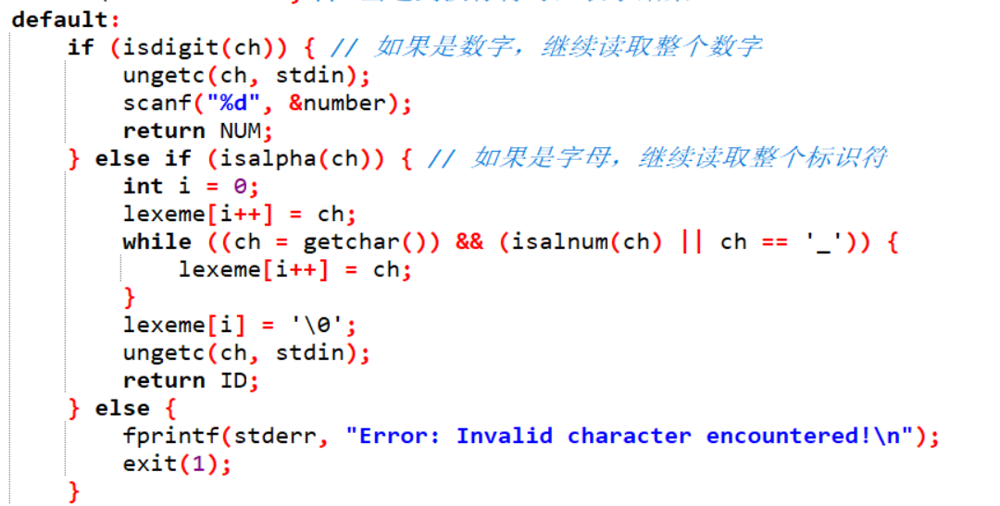 default:
if (isdigit(ch)) { // 如果是数字，继续读取整个数字
ungetc(ch, stdin);
scanf("%d", &number);
return NUM;
} else if (isalpha(ch)) { // 如果是字母，继续读取整个标识符
int i = 0;
lexeme[i++] = ch;
while ((ch = getchar()) && (isalnum(ch) || ch == '_')) {
lexeme[i++] = ch;
}
lexeme[i] = '\0';
ungetc(ch, stdin);
return ID;
} else {
fprintf(stderr, "Error: Invalid character encountered!\n");
exit(1);
}